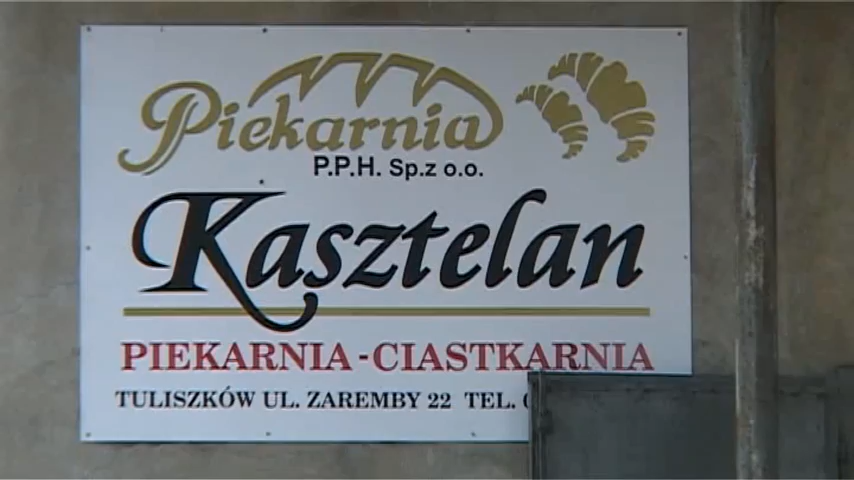 Piekarnia
P.P.H. Sp.z o.o.
Kasztelan
PIEKARNIA-CIASTKARNIA
TULISZKÓW UL. ZAREMBY 22 TEL.